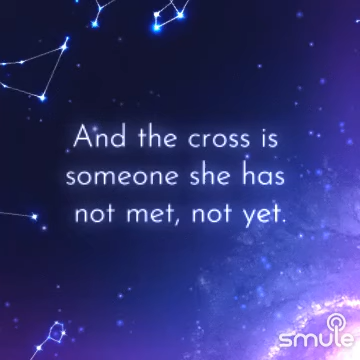 And the cross is
someone she has
not met, not yet.
smule